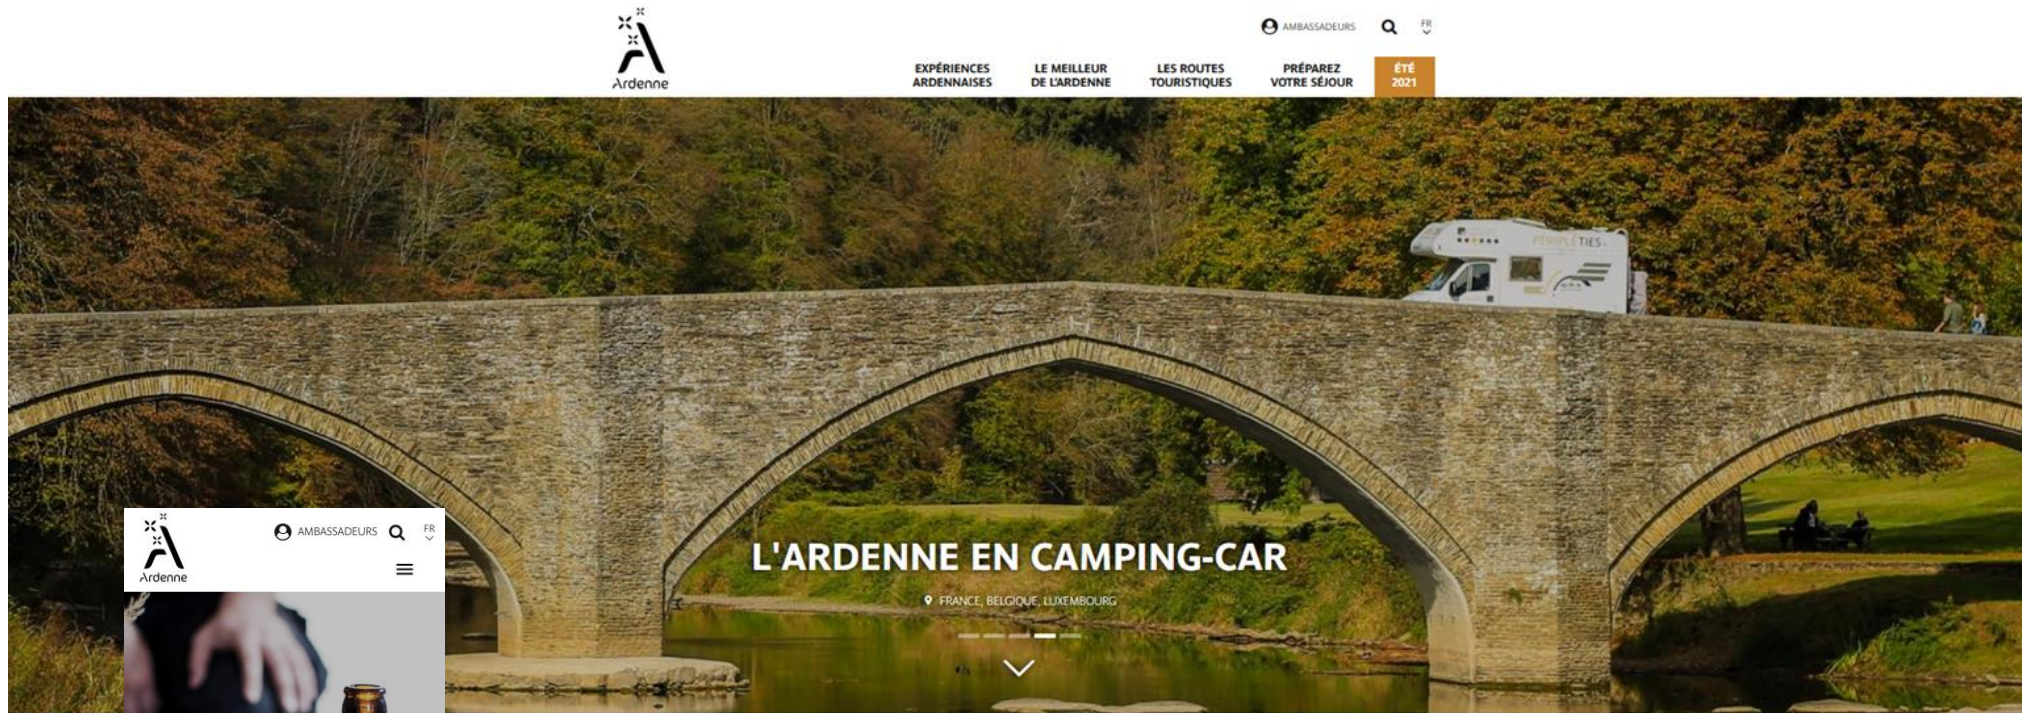 AMBASSADEURS
FR
Ardenne
EXPÉRIENCES
ARDENNAISES
LE MEILLEUR
DE L'ARDENNE
LES ROUTES
TOURISTIQUES
PRÉPAREZ
VOTRE SÉJOUR
ÉTÉ
2021
PERIPLETIES
L'ARDENNE EN CAMPING-CAR
FRANCE, BELGIQUE, LUXEMBOURG
AMBASSADEURS
FR
Ardenne